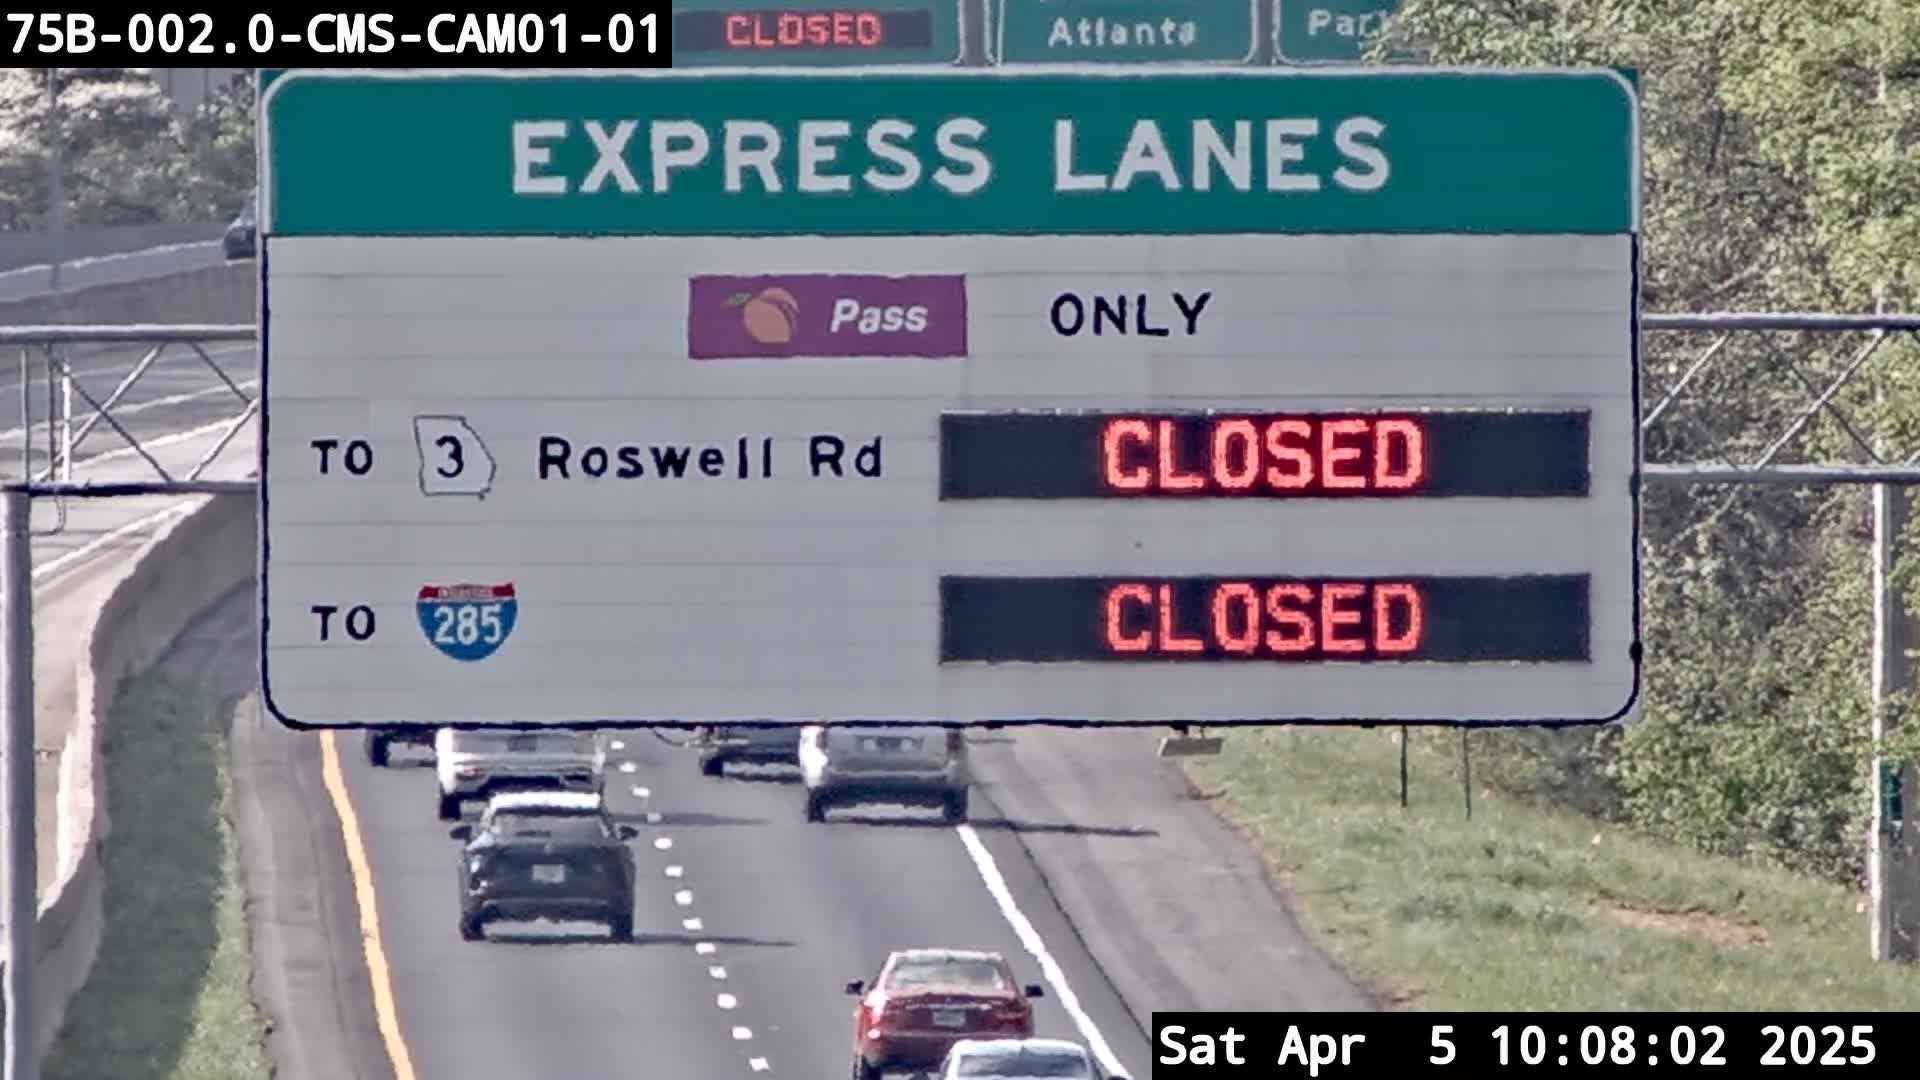 75B-002.0-CMS-CAM01-01
CLOSED
Atlanta
EXPRESS LANES
Pass ONLY
TO 3 Roswell Rd CLOSED
TO INTERSTATE 285 CLOSED
Sat Apr 5 10:08:02 2025